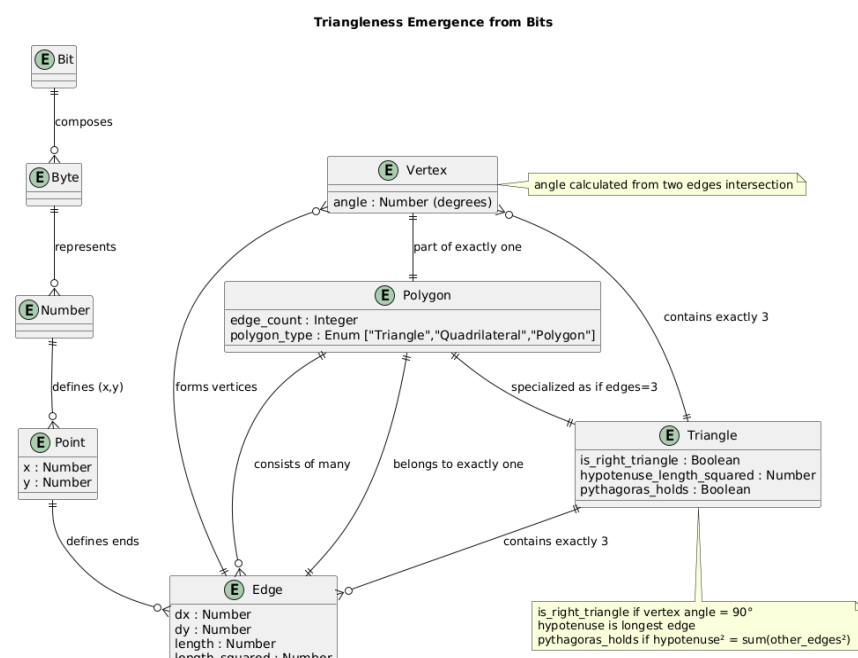 Triangleness Emergence from Bits
E Bit
composes
E Byte
E Vertex
angle : Number (degrees)
angle calculated from two edges intersection
represents
part of exactly one
E Polygon
edge_count : Integer
polygon_type : Enum ["Triangle","Quadrilateral","Polygon"]
E Number
contains exactly 3
defines (x,y)
forms vertices
specialized as if edges=3
E Point
x : Number
y : Number
E Triangle
is_right_triangle : Boolean
hypotenuse_length_squared : Number
pythagoras_holds : Boolean
consists of many
belongs to exactly one
defines ends
contains exactly 3
E Edge
dx : Number
dy : Number
length : Number
length_squared : Number
is_right_triangle if vertex angle = 90°
hypotenuse is longest edge
pythagoras_holds if hypotenuse² = sum(other_edges²)